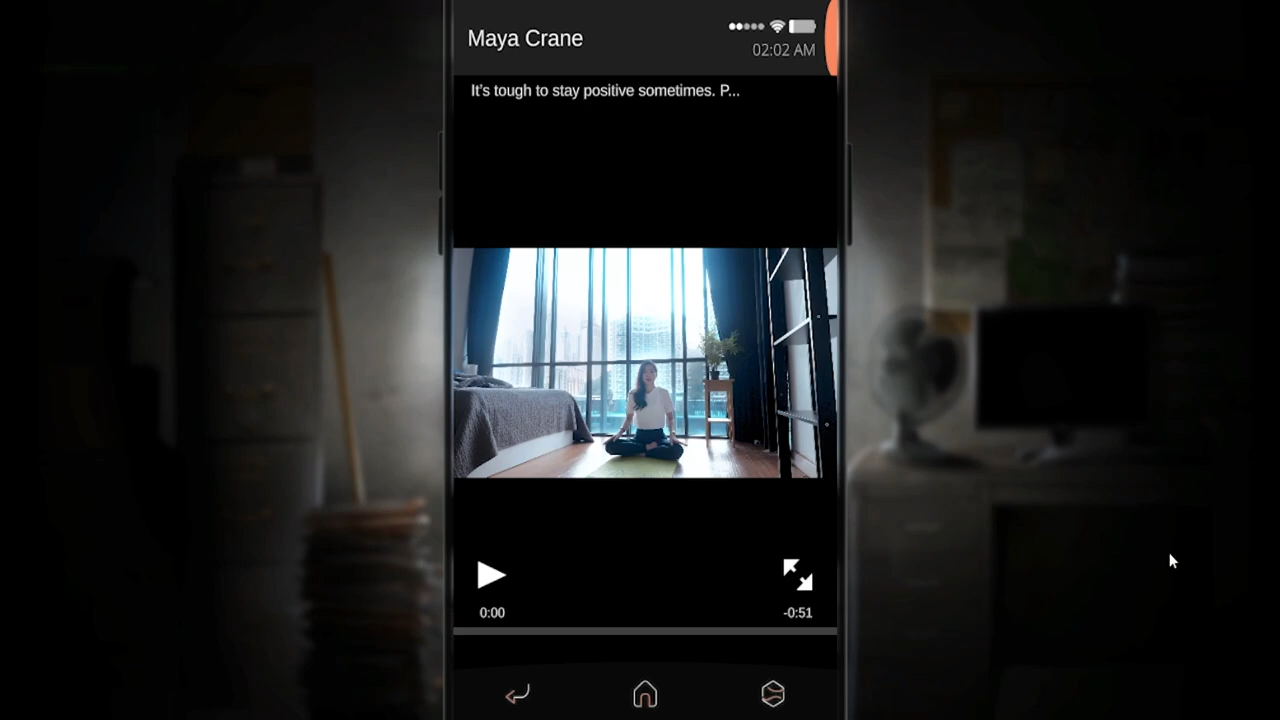 Maya Crane
02:02 AM
It's tough to stay positive sometimes. P...
0:00
-0:51